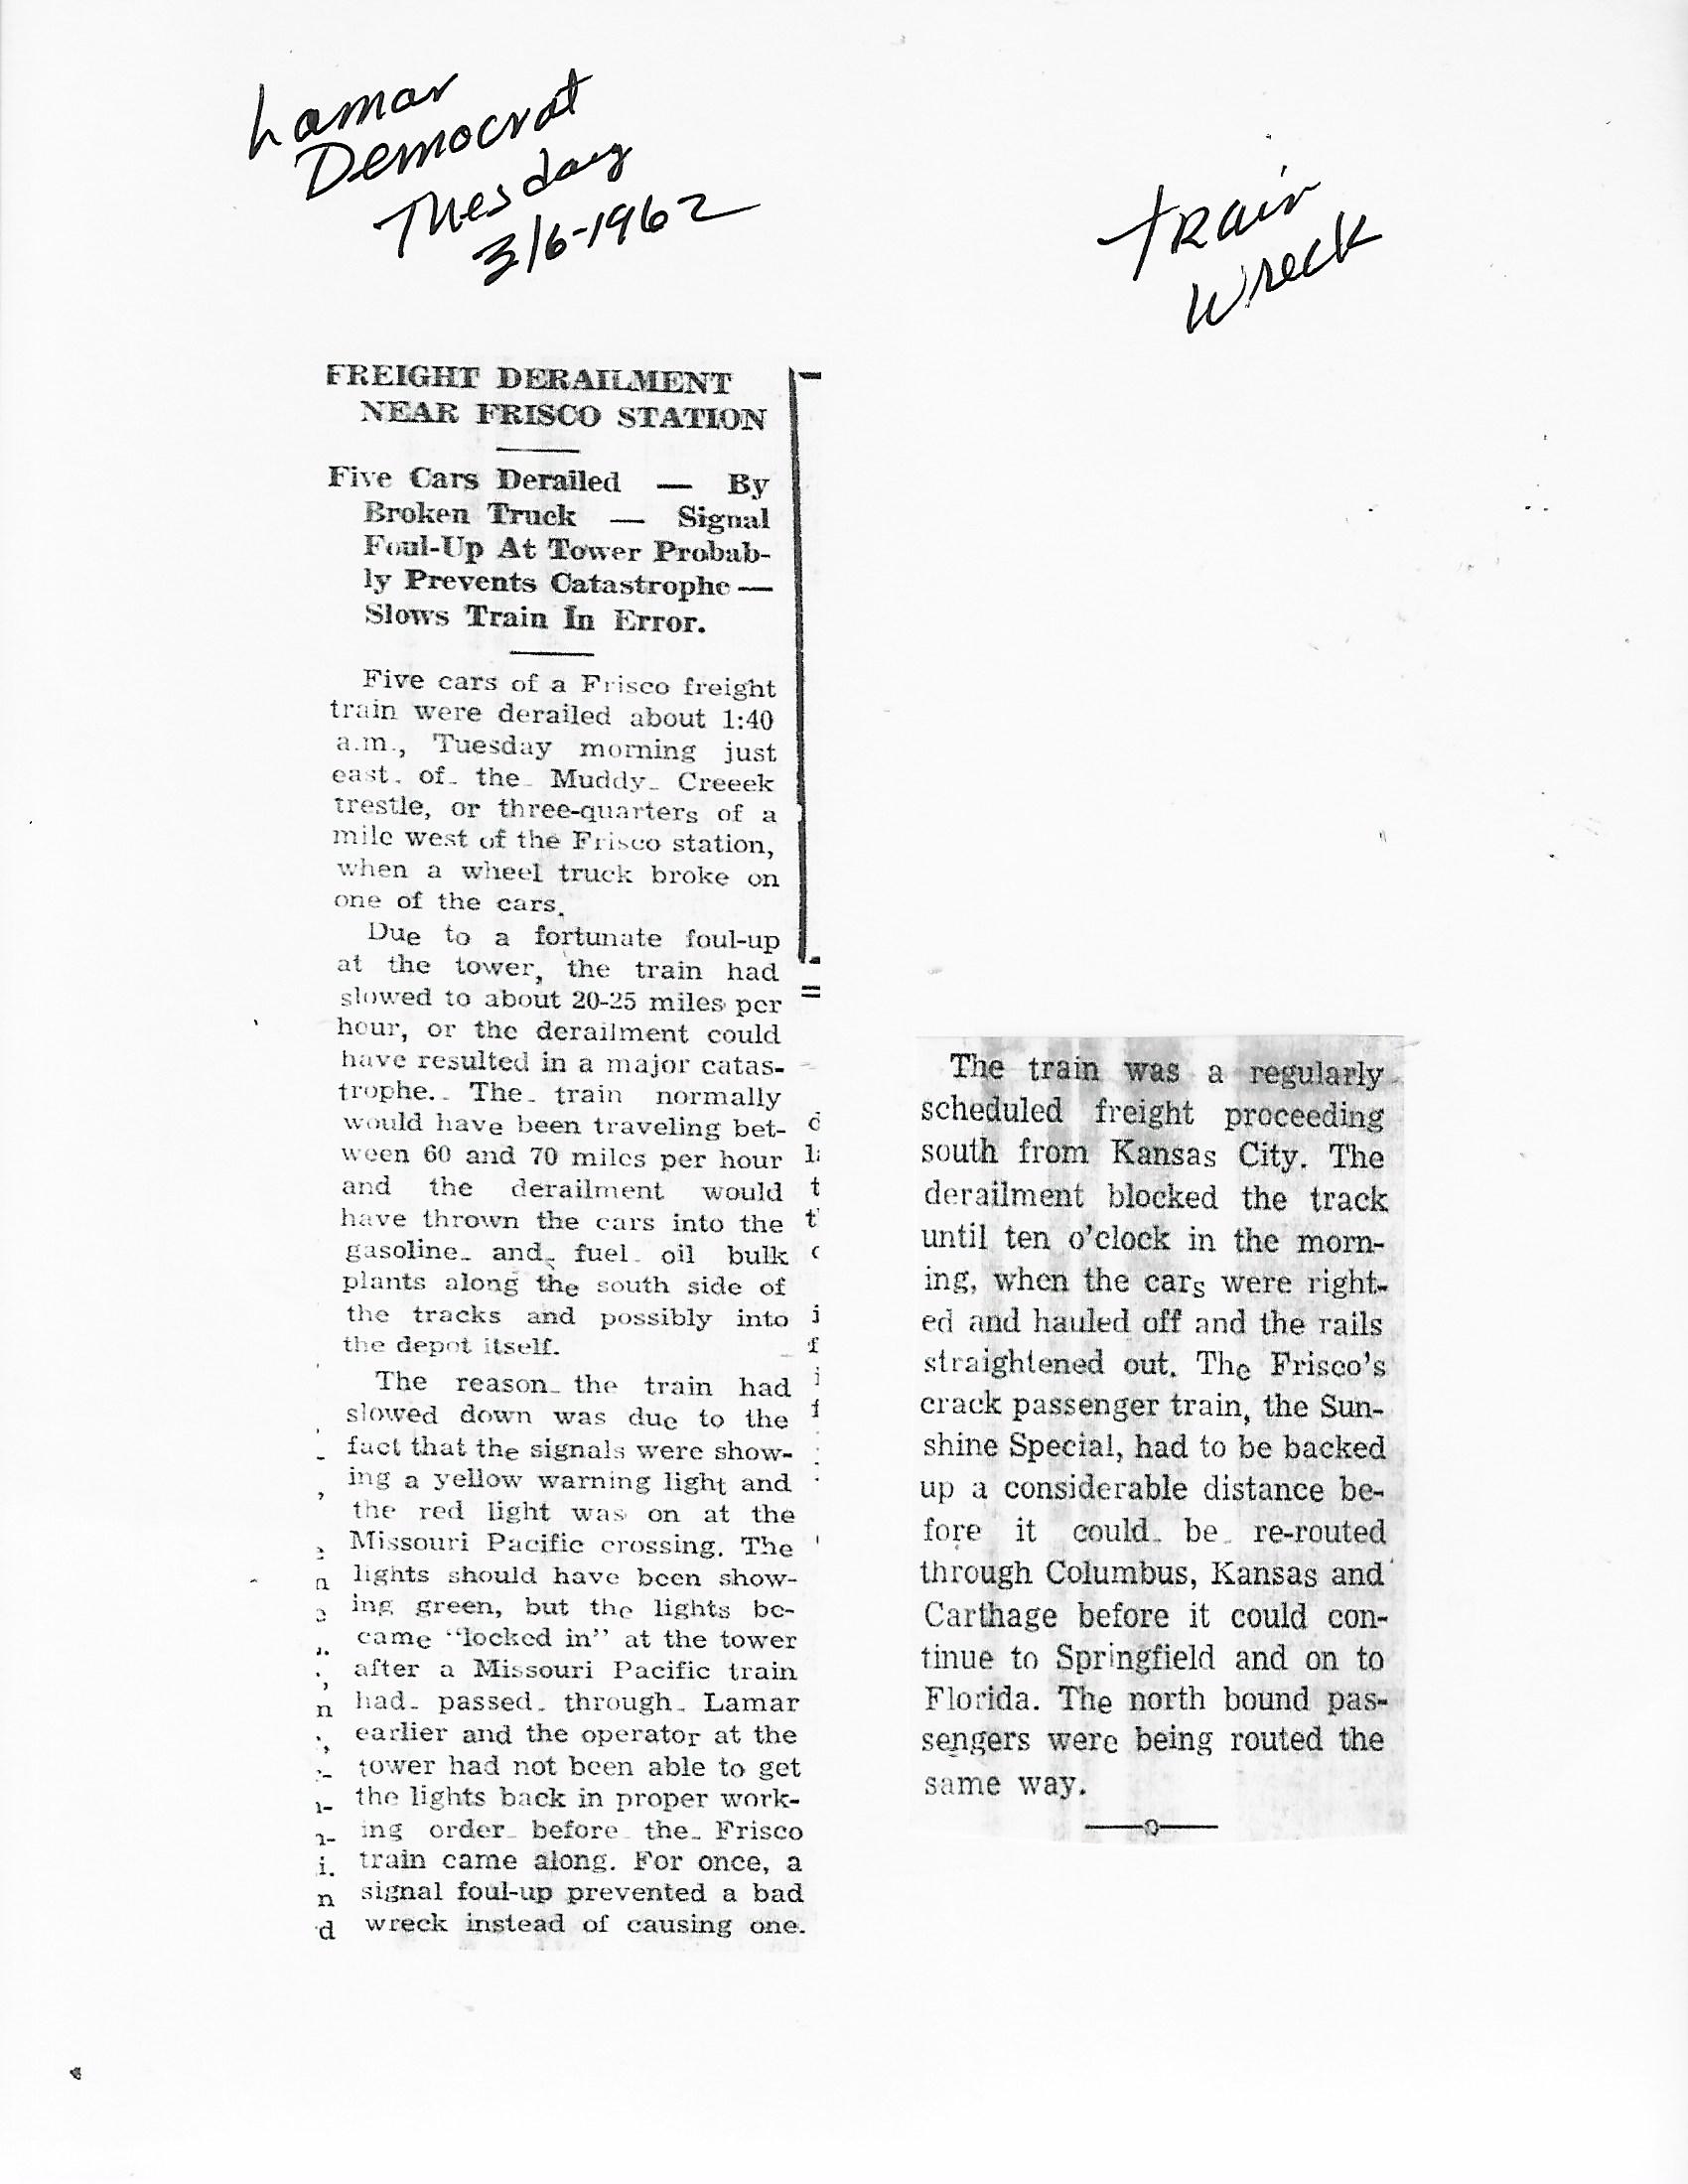 Lamar
Democrat
Tuesday
3/6-1962
Train
Wreck
FREIGHT DERAILMENT
NEAR FRISCO STATION
Five Cars Derailed — By
Broken Truck — Signal
Foul-Up At Tower Probab-
ly Prevents Catastrophe —
Slows Train In Error.
Five cars of a Frisco freight
train were derailed about 1:40
a.m., Tuesday morning just
east of the Muddy Creeek
trestle, or three-quarters of a
mile west of the Frisco station,
when a wheel truck broke on
one of the cars.
Due to a fortunate foul-up
at the tower, the train had
slowed to about 20-25 miles per
hour, or the derailment could
have resulted in a major catas-
trophe. The train normally
would have been traveling bet-
ween 60 and 70 miles per hour
and the derailment would
have thrown the cars into the
gasoline and fuel oil bulk
plants along the south side of
the tracks and possibly into
the depot itself.
The reason the train had
slowed down was due to the
fact that the signals were show-
ing a yellow warning light and
the red light was on at the
Missouri Pacific crossing. The
lights should have been show-
ing green, but the lights be-
came "locked in" at the tower
after a Missouri Pacific train
had passed through Lamar
earlier and the operator at the
tower had not been able to get
the lights back in proper work-
ing order before the Frisco
train came along. For once, a
signal foul-up prevented a bad
wreck instead of causing one.
The train was a regularly
scheduled freight proceeding
south from Kansas City. The
derailment blocked the track
until ten o'clock in the morn-
ing, when the cars were right-
ed and hauled off and the rails
straightened out. The Frisco's
crack passenger train, the Sun-
shine Special, had to be backed
up a considerable distance be-
fore it could be re-routed
through Columbus, Kansas and
Carthage before it could con-
tinue to Springfield and on to
Florida. The north bound pas-
sengers were being routed the
same way.